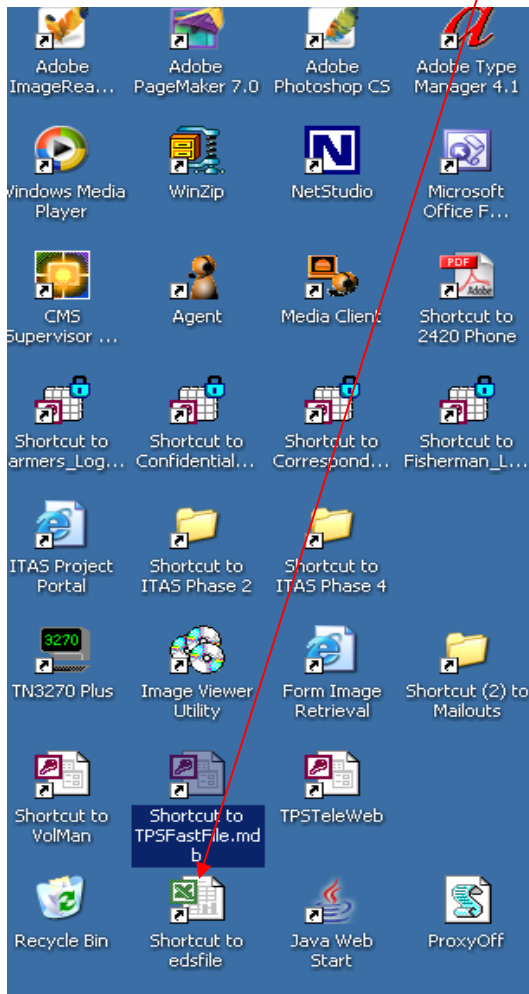 Adobe
ImageRea...
Adobe
PageMaker 7.0
Adobe
Photoshop CS
Adobe Type
Manager 4.1
Windows Media
Player
WinZip
N
NetStudio
Microsoft
Office F...
CMS
Supervisor ...
Agent
Media Client
PDF
Adobe
Shortcut to
2420 Phone
Shortcut to
armers_Log...
Shortcut to
Confidential...
Shortcut to
Correspond...
Shortcut to
Fisherman_L...
ITAS Project
Portal
Shortcut to
ITAS Phase 2
Shortcut to
ITAS Phase 4
3270
TN3270 Plus
Image Viewer
Utility
Form Image
Retrieval
Shortcut (2) to
Mailouts
Shortcut to
VolMan
Shortcut to
TPSFastFile.md
b
TPSTeleWeb
Recycle Bin
Shortcut to
edsfile
Java Web
Start
ProxyOff